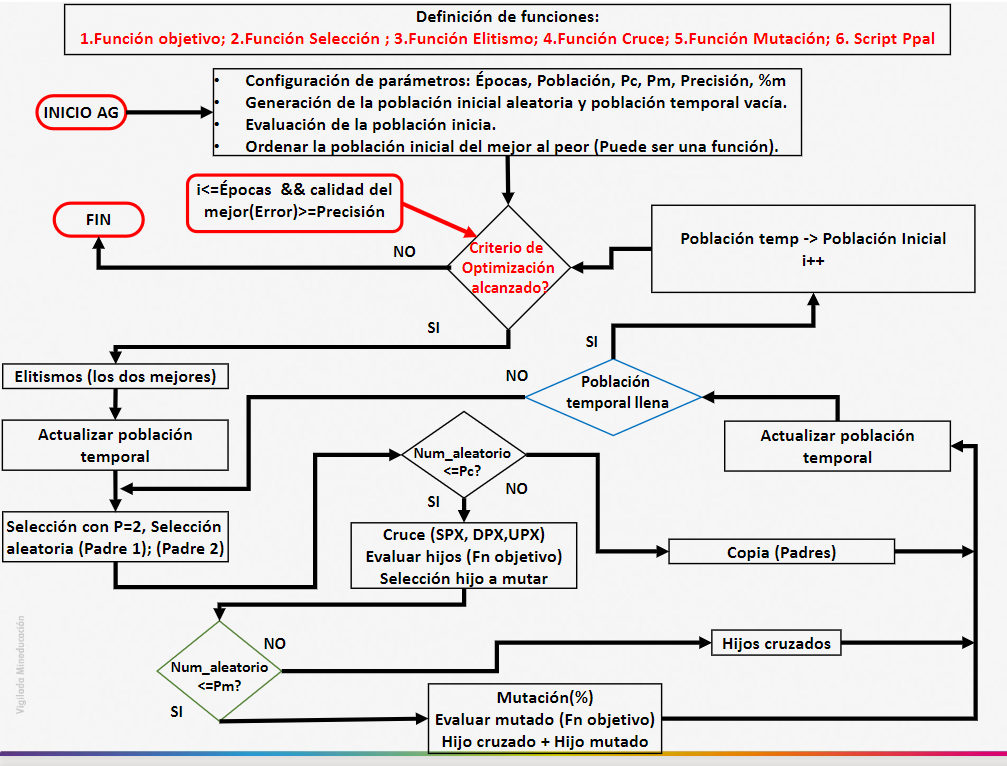 Definición de funciones:
1.Función objetivo; 2.Función Selección ; 3.Función Elitismo; 4.Función Cruce; 5.Función Mutación; 6. Script Ppal
INICIO AG
• Configuración de parámetros: Épocas, Población, Pc, Pm, Precisión, %m
• Generación de la población inicial aleatoria y población temporal vacía.
• Evaluación de la población inicia.
• Ordenar la población inicial del mejor al peor (Puede ser una función).
i<=Épocas && calidad del
mejor(Error)>=Precisión
FIN
NO
Criterio de
Optimización
alcanzado?
Población temp -> Población Inicial
i++
SI
SI
Elitismos (los dos mejores)
NO
Población
temporal llena
Actualizar población
temporal
Actualizar población
temporal
Num_aleatorio
<=Pc?
SI
NO
Selección con P=2, Selección
aleatoria (Padre 1); (Padre 2)
Cruce (SPX, DPX,UPX)
Evaluar hijos (Fn objetivo)
Selección hijo a mutar
Copia (Padres)
NO
Num_aleatorio
<=Pm?
SI
Hijos cruzados
Mutación(%)
Evaluar mutado (Fn objetivo)
Hijo cruzado + Hijo mutado
Vigilada Mineducación